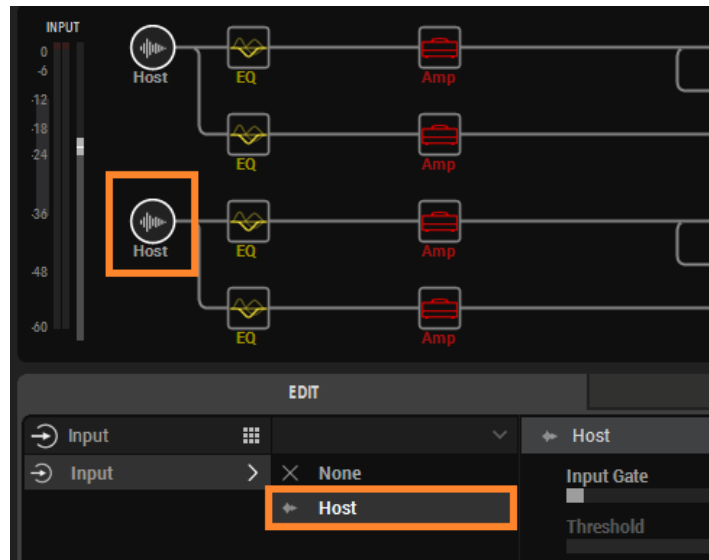 INPUT
0
-6
-12
-18
-24
-36
-48
-60
Host
EQ
Amp
EQ
Amp
Host
EQ
Amp
EQ
Amp
EDIT
Input
Host
Input
None
Input Gate
Host
Threshold